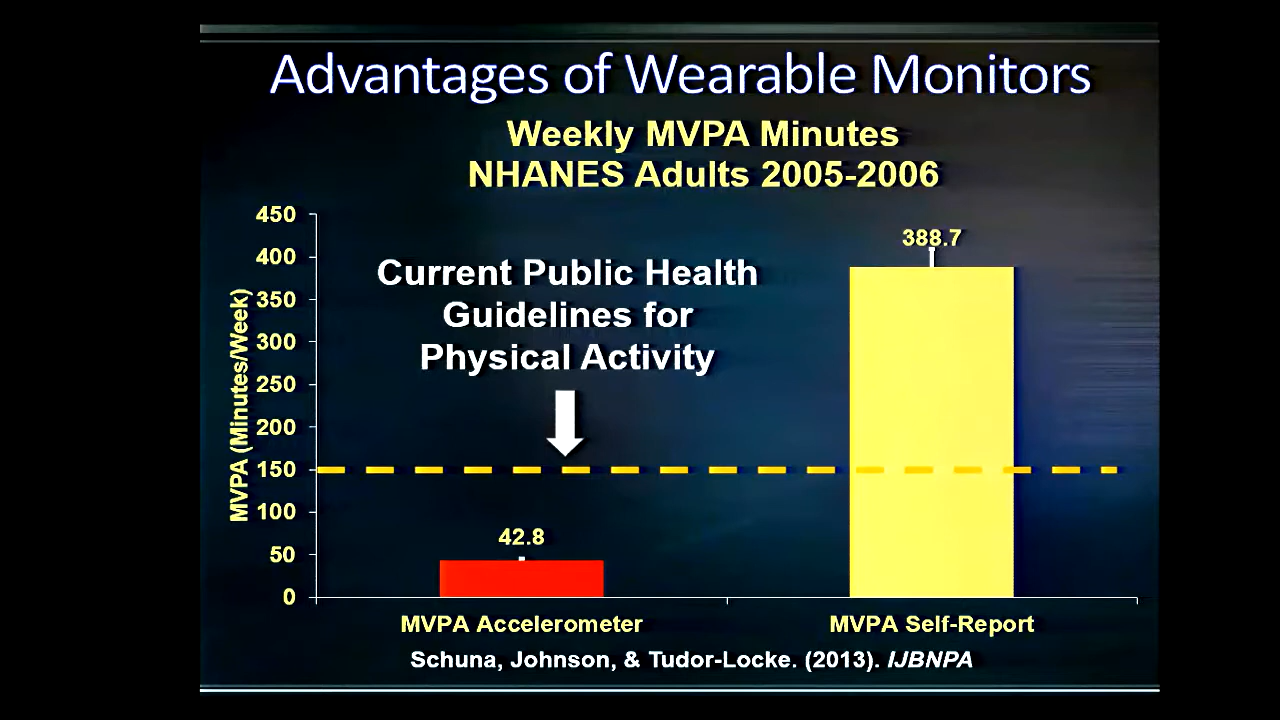 Advantages of Wearable Monitors
Weekly MVPA Minutes
NHANES Adults 2005-2006
MVPA (Minutes/Week)
450
400
350
300
250
200
150
100
50
0
Current Public Health
Guidelines for
Physical Activity
42.8
388.7
MVPA Accelerometer
MVPA Self-Report
Schuna, Johnson, & Tudor-Locke. (2013). IJBNPA